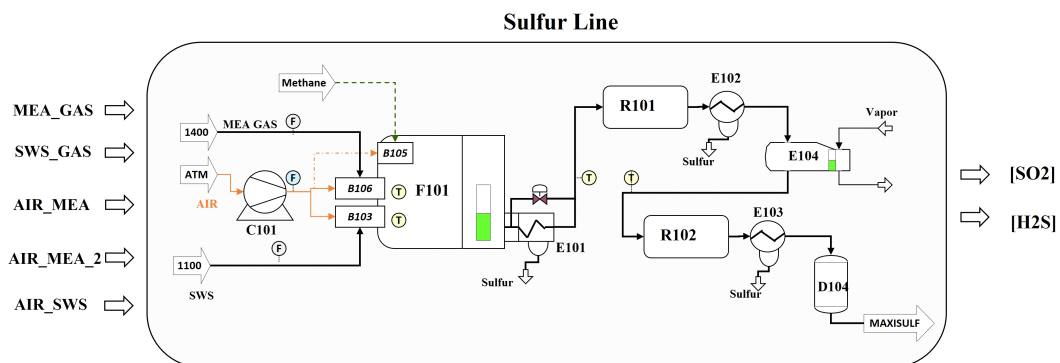 Sulfur Line
MEA_GAS
SWS_GAS
AIR_MEA
AIR_MEA_2
AIR_SWS
Methane
1400
MEA GAS
F
ATM
AIR
F
C101
1100
SWS
F
B105
B106
B103
T
T
F101
E101
Sulfur
T
R101
E102
Sulfur
Vapor
E104
T
R102
E103
Sulfur
D104
MAXISULF
[SO2]
[H2S]